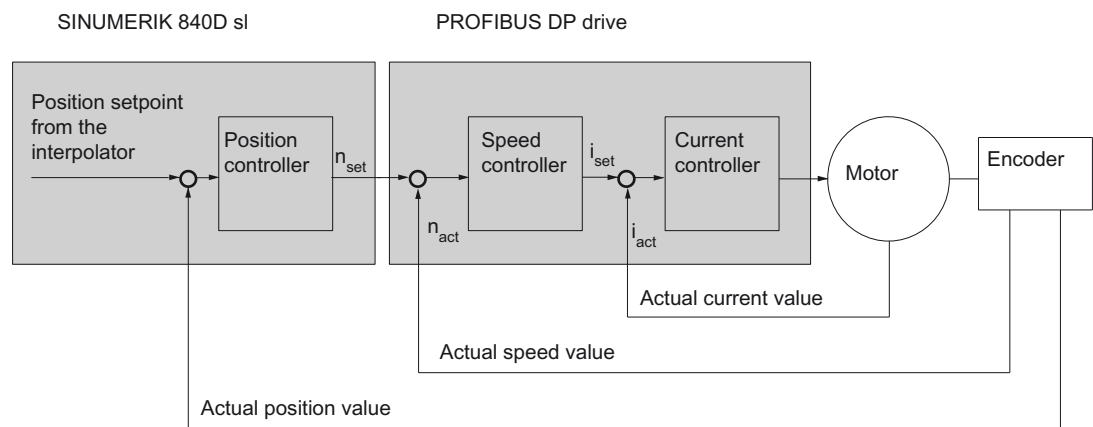 SINUMERIK 840D sl
PROFIBUS DP drive
Position setpoint
from the
interpolator
Position
controller
n_set
Speed
controller
i_set
Current
controller
Motor
Encoder
n_act
i_act
Actual current value
Actual speed value
Actual position value